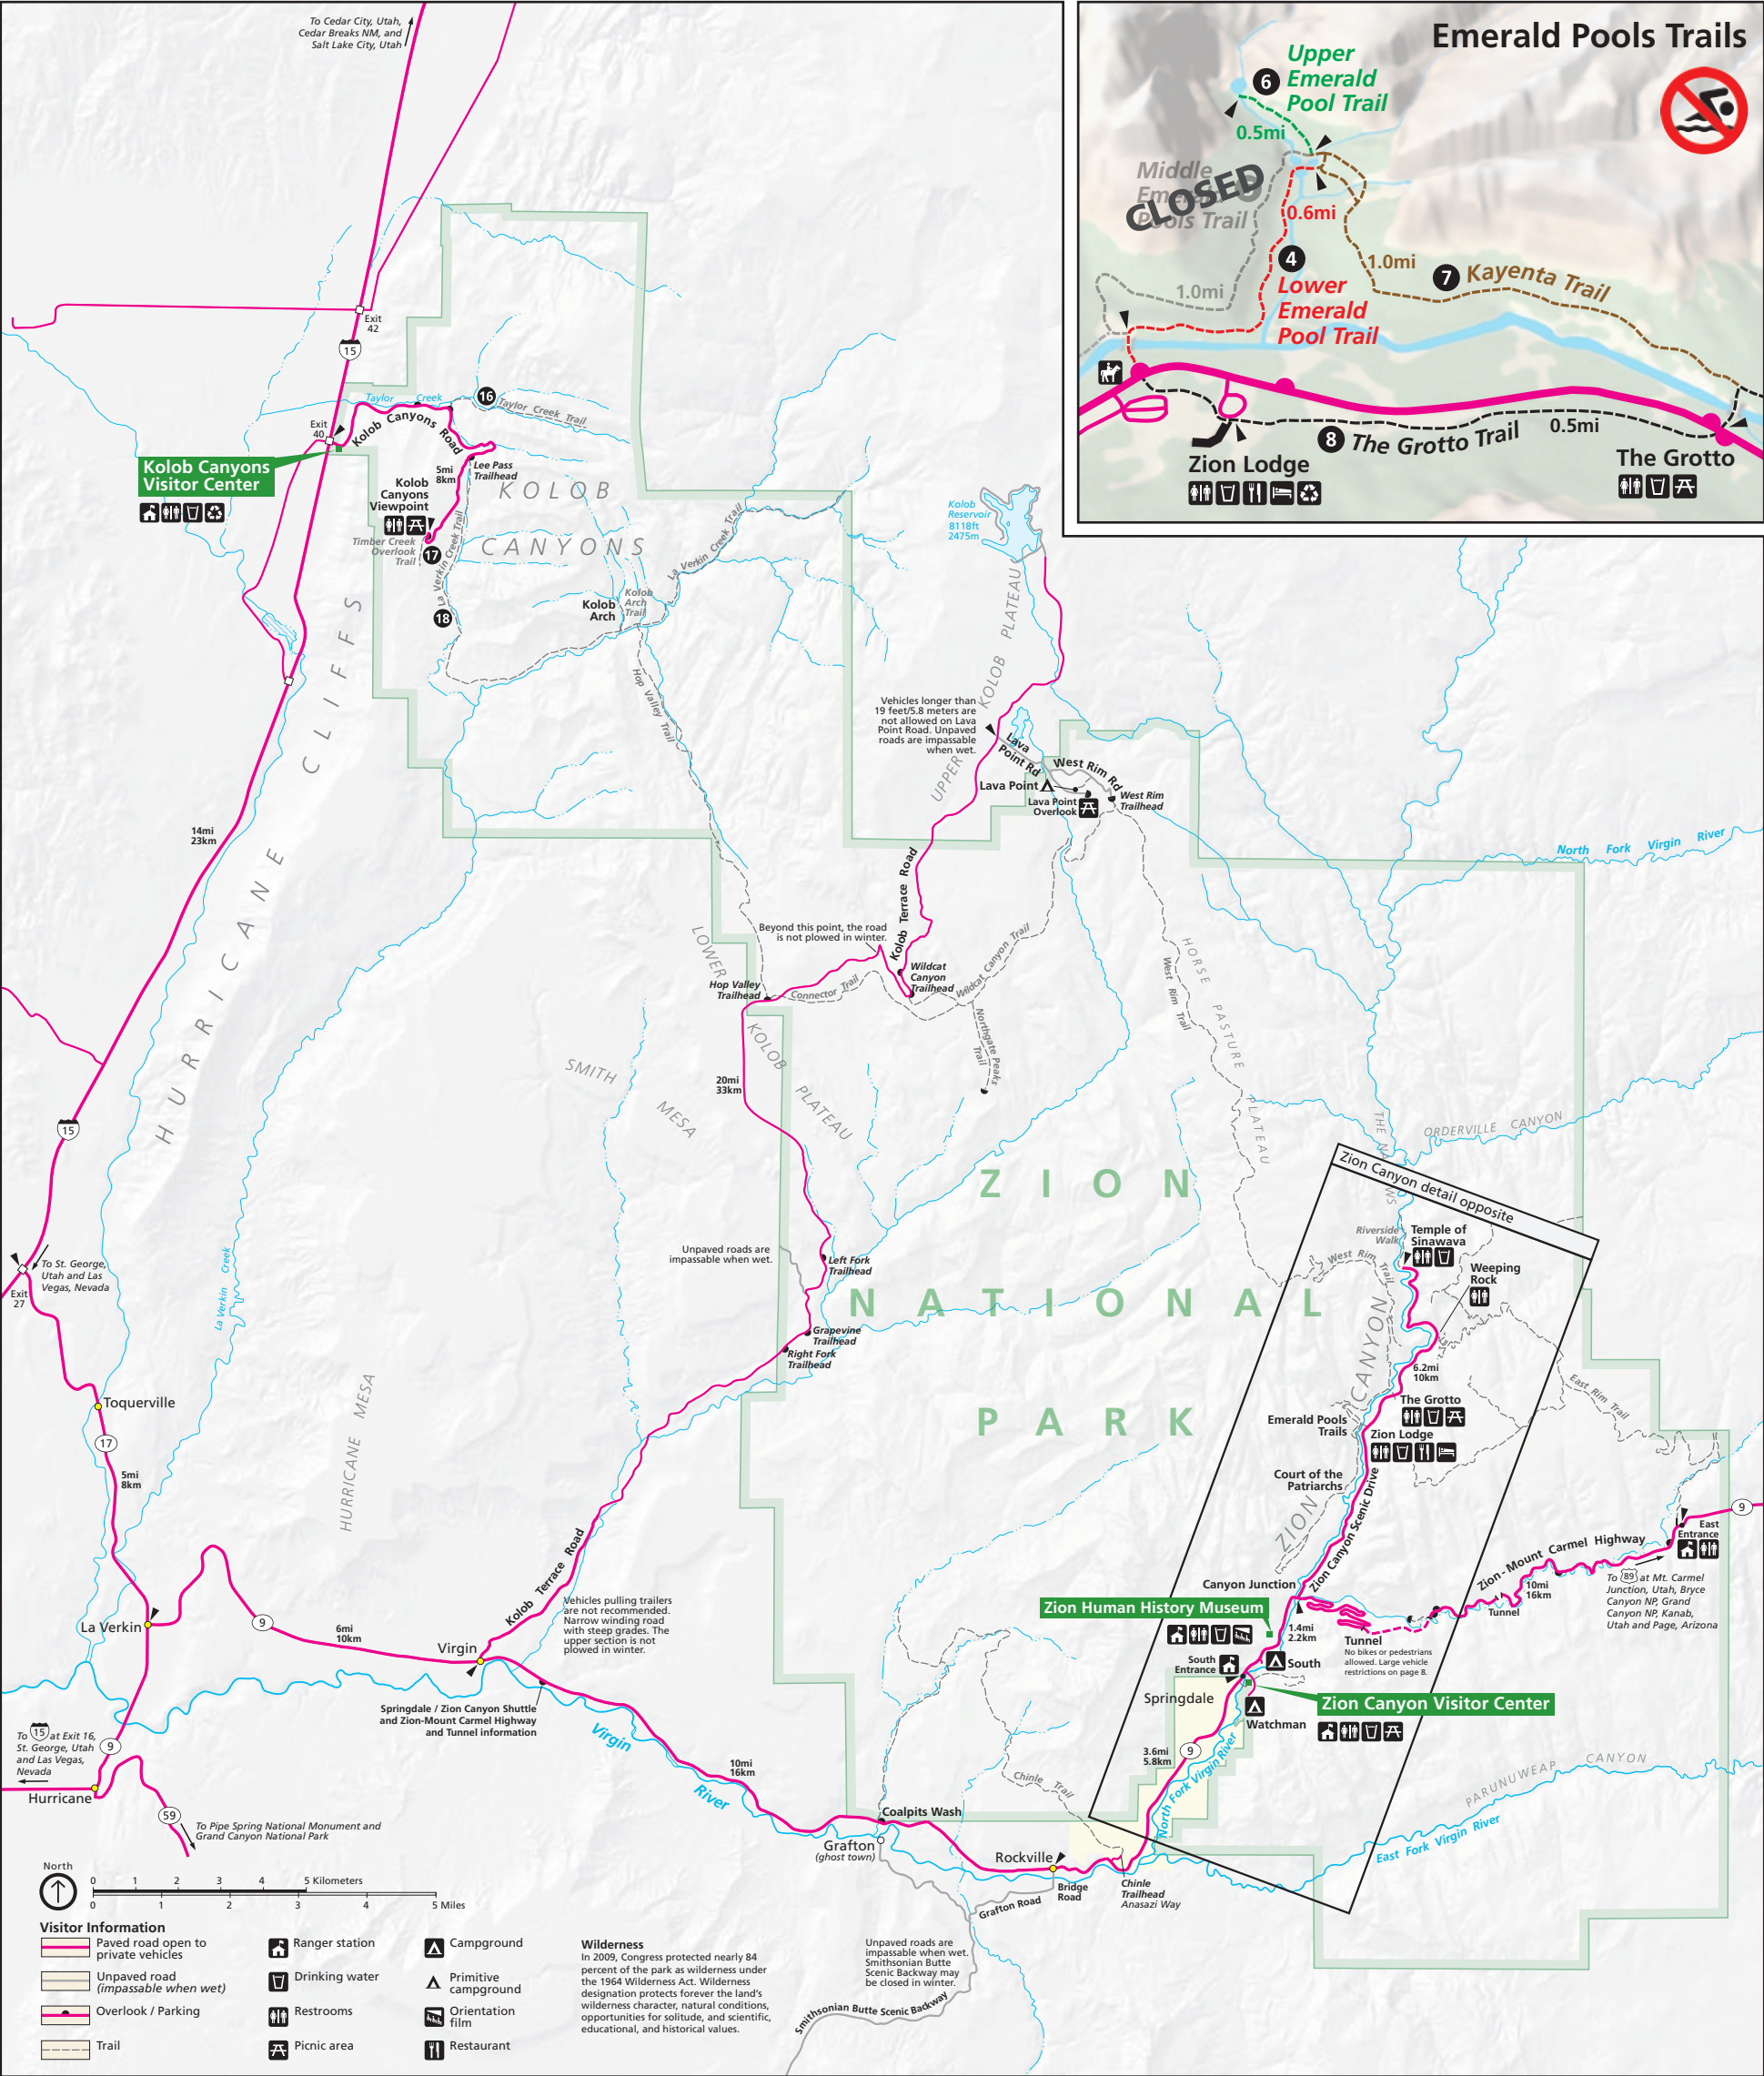 To Cedar City, Utah,
Cedar Breaks NM, and
Salt Lake City, Utah
Emerald Pools Trails
6
Upper
Emerald
Pool Trail
0.5mi
Middle
Emerald
Pools Trail
CLOSED
0.6mi
4
Lower
Emerald
Pool Trail
1.0mi
1.0mi
7
Kayenta Trail
8
The Grotto Trail
0.5mi
Zion Lodge
The Grotto
Exit
42
15
Taylor Creek
16
Taylor Creek Trail
Exit
40
Kolob Canyons Road
Kolob Canyons
Visitor Center
5mi
8km
Lee Pass
Trailhead
Kolob
Canyons
Viewpoint
Timber Creek
Overlook
Trail
17
La Verkin Creek Trail
18
KOLOB
CANYONS
Kolob
Arch
Kolob
Arch
Trail
La Verkin Creek Trail
Hop Valley Trail
Kolob
Reservoir
8118ft
2475m
UPPER KOLOB PLATEAU
Vehicles longer than
19 feet/5.8 meters are
not allowed on Lava
Point Road. Unpaved
roads are impassable
when wet.
Lava
Point Rd
West Rim Rd
Lava Point
Lava Point
Overlook
West Rim
Trailhead
14mi
23km
HURRICANE CLIFFS
North Fork Virgin River
Kolob Terrace Road
Beyond this point, the road
is not plowed in winter.
Wildcat
Canyon
Trailhead
Wildcat Canyon Trail
Hop Valley
Trailhead
Connector Trail
Northgate Peaks
Trail
West Rim Trail
HORSE PASTURE PLATEAU
LOWER KOLOB PLATEAU
SMITH
MESA
20mi
33km
15
ORDERVILLE CANYON
ZION
NATIONAL
PARK
Zion Canyon detail opposite
Riverside
Walk
Temple of
Sinawava
West Rim Trail
Weeping
Rock
Unpaved roads are
impassable when wet.
Left Fork
Trailhead
Grapevine
Trailhead
Right Fork
Trailhead
To St. George,
Utah and Las
Vegas, Nevada
Exit
27
La Verkin Creek
Toquerville
17
5mi
8km
HURRICANE MESA
ZION CANYON
6.2mi
10km
The Grotto
Emerald Pools
Trails
Zion Lodge
Court of the
Patriarchs
Zion Canyon Scenic Drive
East Rim Trail
9
East
Entrance
Zion - Mount Carmel Highway
10mi
16km
Tunnel
To 89 at Mt. Carmel
Junction, Utah, Bryce
Canyon NP, Grand
Canyon NP, Kanab,
Utah and Page, Arizona
Canyon Junction
Zion Human History Museum
1.4mi
2.2km
Tunnel
No bikes or pedestrians
allowed. Large vehicle
restrictions on page 8.
South
Entrance
South
Springdale
Zion Canyon Visitor Center
Watchman
Kolob Terrace Road
Vehicles pulling trailers
are not recommended.
Narrow winding road
with steep grades. The
upper section is not
plowed in winter.
La Verkin
9
6mi
10km
Virgin
Springdale / Zion Canyon Shuttle
and Zion-Mount Carmel Highway
and Tunnel information
To 15 at Exit 16,
St. George, Utah
and Las Vegas,
Nevada
9
Hurricane
59
To Pipe Spring National Monument and
Grand Canyon National Park
Virgin River
10mi
16km
3.6mi
5.8km
9
North Fork Virgin River
Chinle Trail
PARUNUWEAP CANYON
East Fork Virgin River
Coalpits Wash
Grafton
(ghost town)
Rockville
Bridge
Road
Grafton Road
Chinle
Trailhead
Anasazi Way
Unpaved roads are
impassable when wet.
Smithsonian Butte
Scenic Backway may
be closed in winter.
Smithsonian Butte Scenic Backway
North
0 1 2 3 4 5 Kilometers
0 1 2 3 4 5 Miles
Visitor Information
Paved road open to
private vehicles
Unpaved road
(impassable when wet)
Overlook / Parking
Trail
Ranger station
Drinking water
Restrooms
Picnic area
Campground
Primitive
campground
Orientation
film
Restaurant
Wilderness
In 2009, Congress protected nearly 84
percent of the park as wilderness under
the 1964 Wilderness Act. Wilderness
designation protects forever the land's
wilderness character, natural conditions,
opportunities for solitude, and scientific,
educational, and historical values.